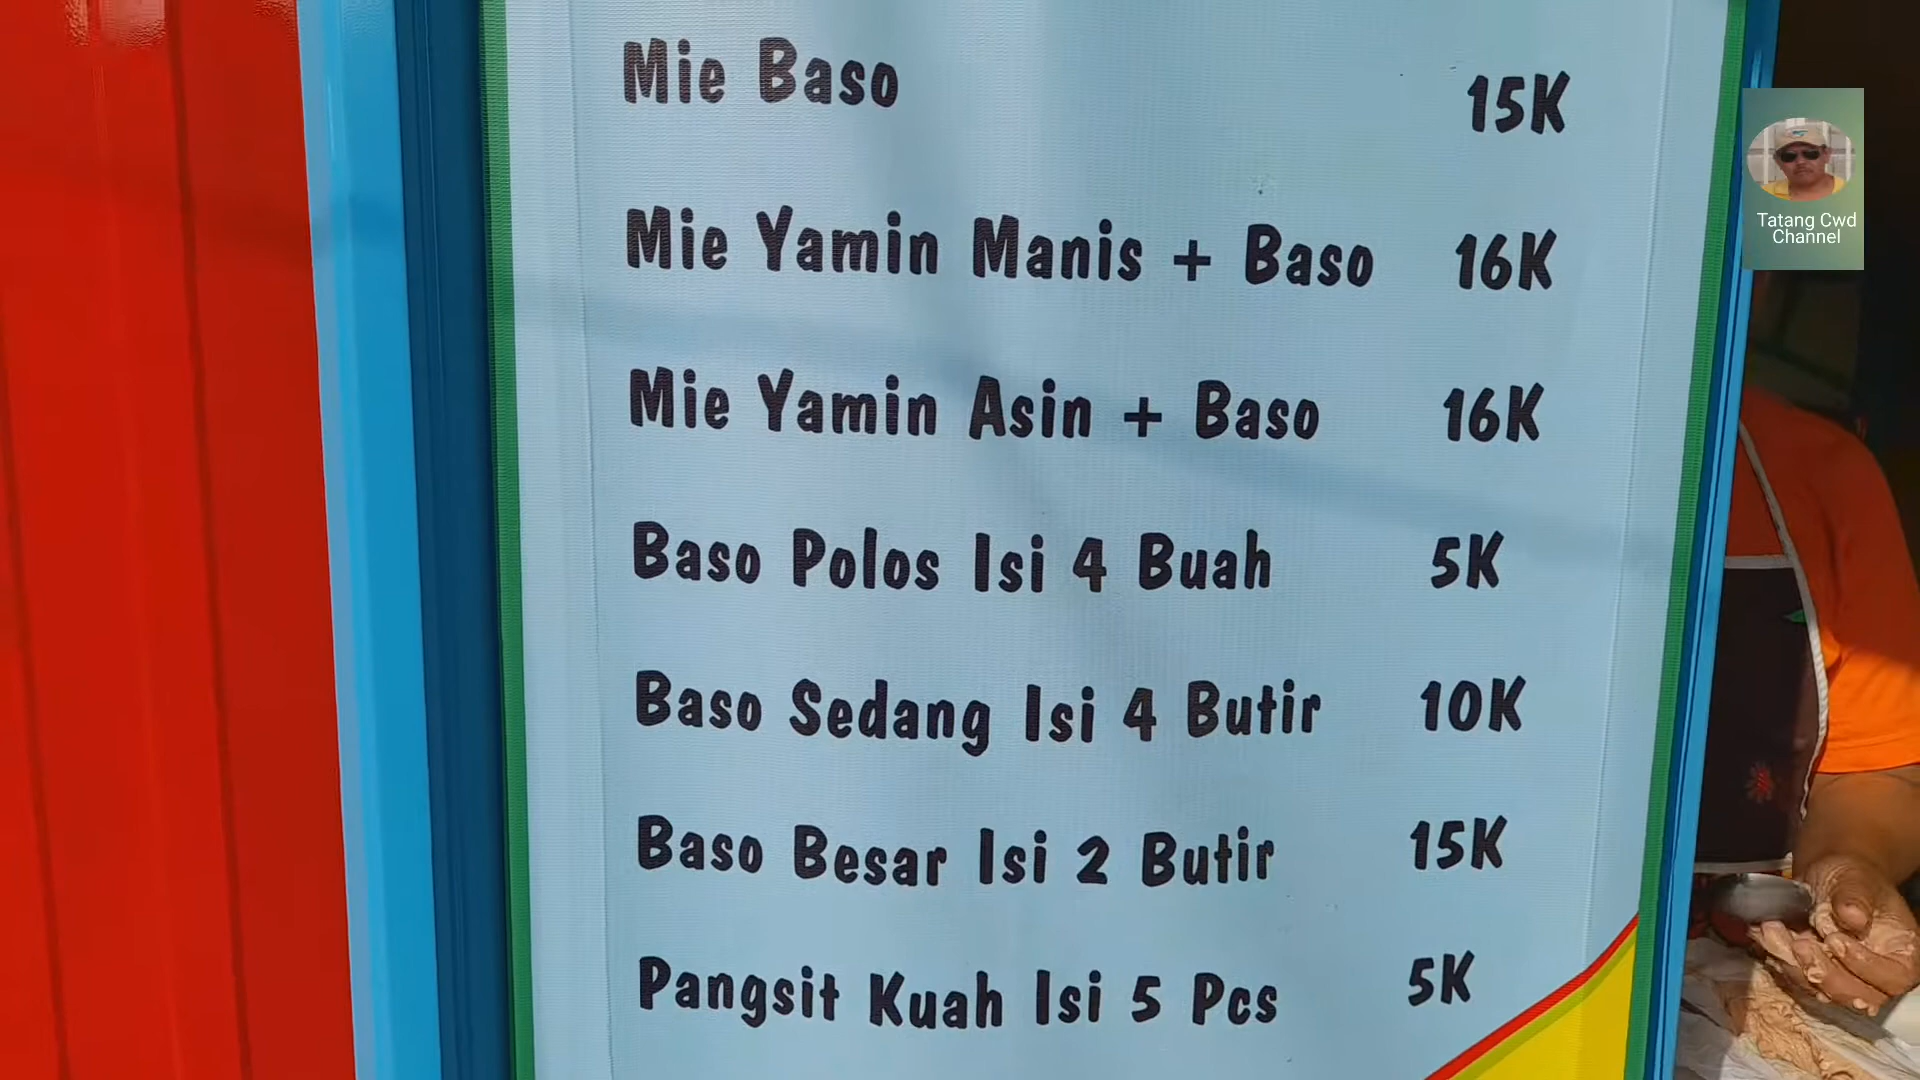 Mie Baso 15K
Mie Yamin Manis + Baso 16K
Mie Yamin Asin + Baso 16K
Baso Polos Isi 4 Buah 5K
Baso Sedang Isi 4 Butir 10K
Baso Besar Isi 2 Butir 15K
Pangsit Kuah Isi 5 Pcs 5K
Tatang Cwd
Channel